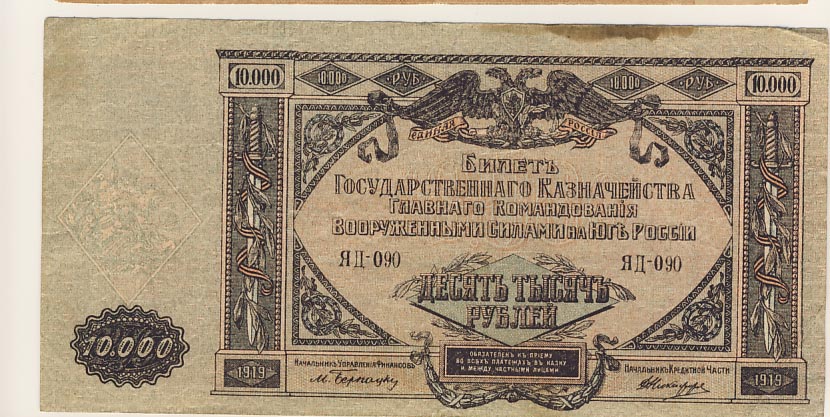 10.000 10.000 РУБ. 10.000 РУБ. 10.000
ЕДИНАЯ РОССІЯ
БИЛЕТЪ
ГОСУДАРСТВЕННАГО КАЗНАЧЕЙСТВА
ГЛАВНАГО КОМАНДОВАНІЯ
ВООРУЖЕННЫМИ СИЛАМИ НА ЮГѢ РОССІИ
ЯД-090 ЯД-090
ДЕСЯТЬ ТЫСЯЧЪ
РУБЛЕЙ
10.000
ОБЯЗАТЕЛЕНЪ КЪ ПРІЕМУ
ВО ВСѢХЪ ПЛАТЕЖАХЪ ВЪ КАЗНУ
И МЕЖДУ ЧАСТНЫМИ ЛИЦАМИ
НАЧАЛЬНИКЪ УПРАВЛЕНІЯ ФИНАНСОВЪ НАЧАЛЬНИКЪ КРЕДИТНОЙ ЧАСТИ
1919 М. Бернацкій 1919